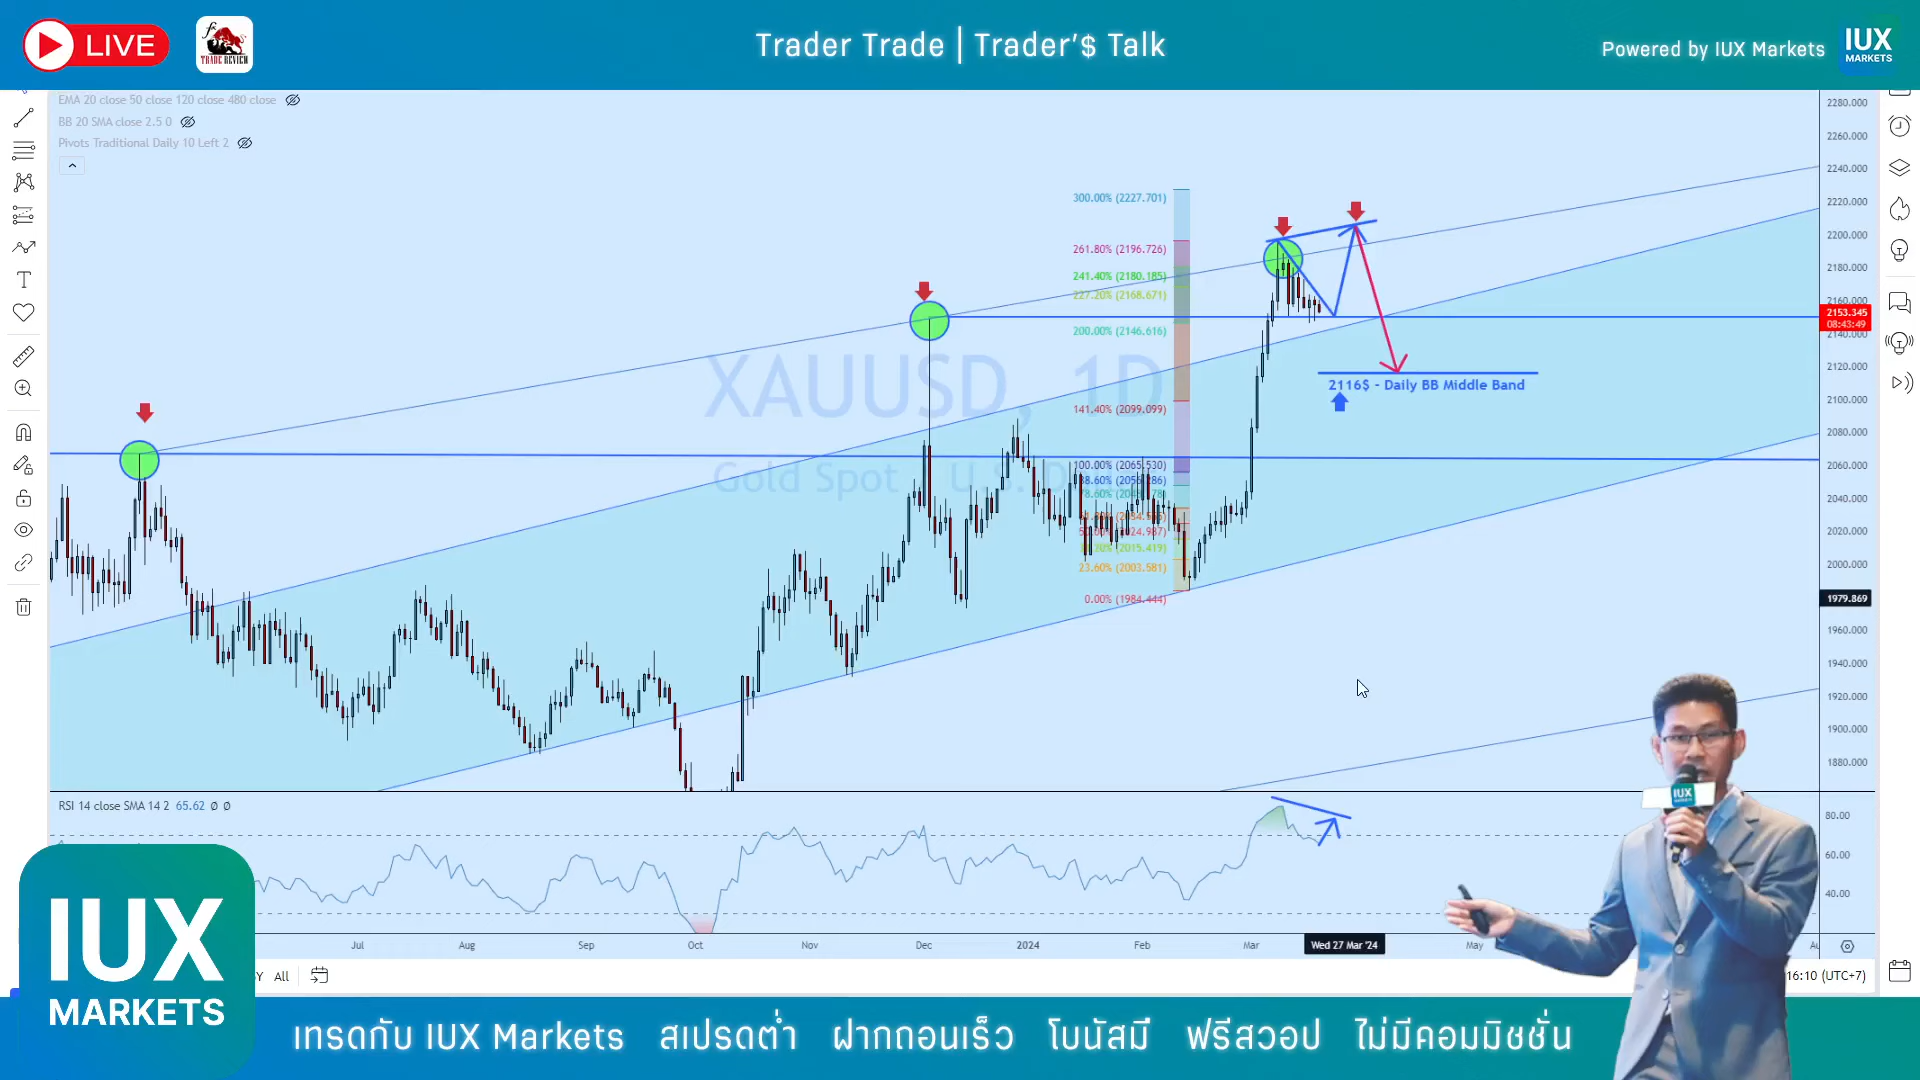 LIVE
TRADE REVIEW
Trader Trade | Trader’$ Talk
Powered by IUX Markets
IUX
MARKETS
EMA 20 close 50 close 120 close 480 close
BB 20 SMA close 2.5 0
Pivots Traditional Daily 10 Left 2
XAUUSD, 1D
Gold Spot
300.00% (2227.701)
261.80% (2196.726)
241.40% (2180.185)
227.20% (2168.671)
200.00% (2146.616)
141.40% (2099.099)
100.00% (2065.530)
23.60% (2003.581)
0.00% (1984.444)
2116$ - Daily BB Middle Band
2280.000
2260.000
2240.000
2220.000
2200.000
2180.000
2160.000
2153.345
08:43:49
2140.000
2120.000
2100.000
2080.000
2060.000
2040.000
2020.000
2000.000
1979.869
1960.000
1940.000
1920.000
1900.000
1880.000
RSI 14 close SMA 14 2 65.62 Ø Ø
80.00
60.00
40.00
Jul Aug Sep Oct Nov Dec 2024 Feb Mar Wed 27 Mar '24 May
All
16:10 (UTC+7)
IUX
MARKETS
IUX
MARKETS
เทรดกับ IUX Markets สเปรดต่ำ ฝากถอนเร็ว โบนัสมี ฟรีสวอป ไม่มีคอมมิชชั่น